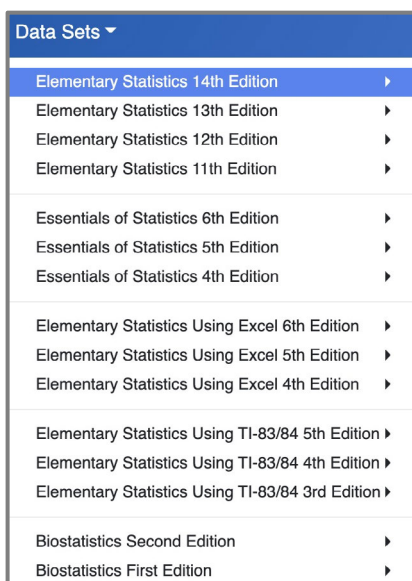 Data Sets
Elementary Statistics 14th Edition
Elementary Statistics 13th Edition
Elementary Statistics 12th Edition
Elementary Statistics 11th Edition
Essentials of Statistics 6th Edition
Essentials of Statistics 5th Edition
Essentials of Statistics 4th Edition
Elementary Statistics Using Excel 6th Edition
Elementary Statistics Using Excel 5th Edition
Elementary Statistics Using Excel 4th Edition
Elementary Statistics Using TI-83/84 5th Edition
Elementary Statistics Using TI-83/84 4th Edition
Elementary Statistics Using TI-83/84 3rd Edition
Biostatistics Second Edition
Biostatistics First Edition